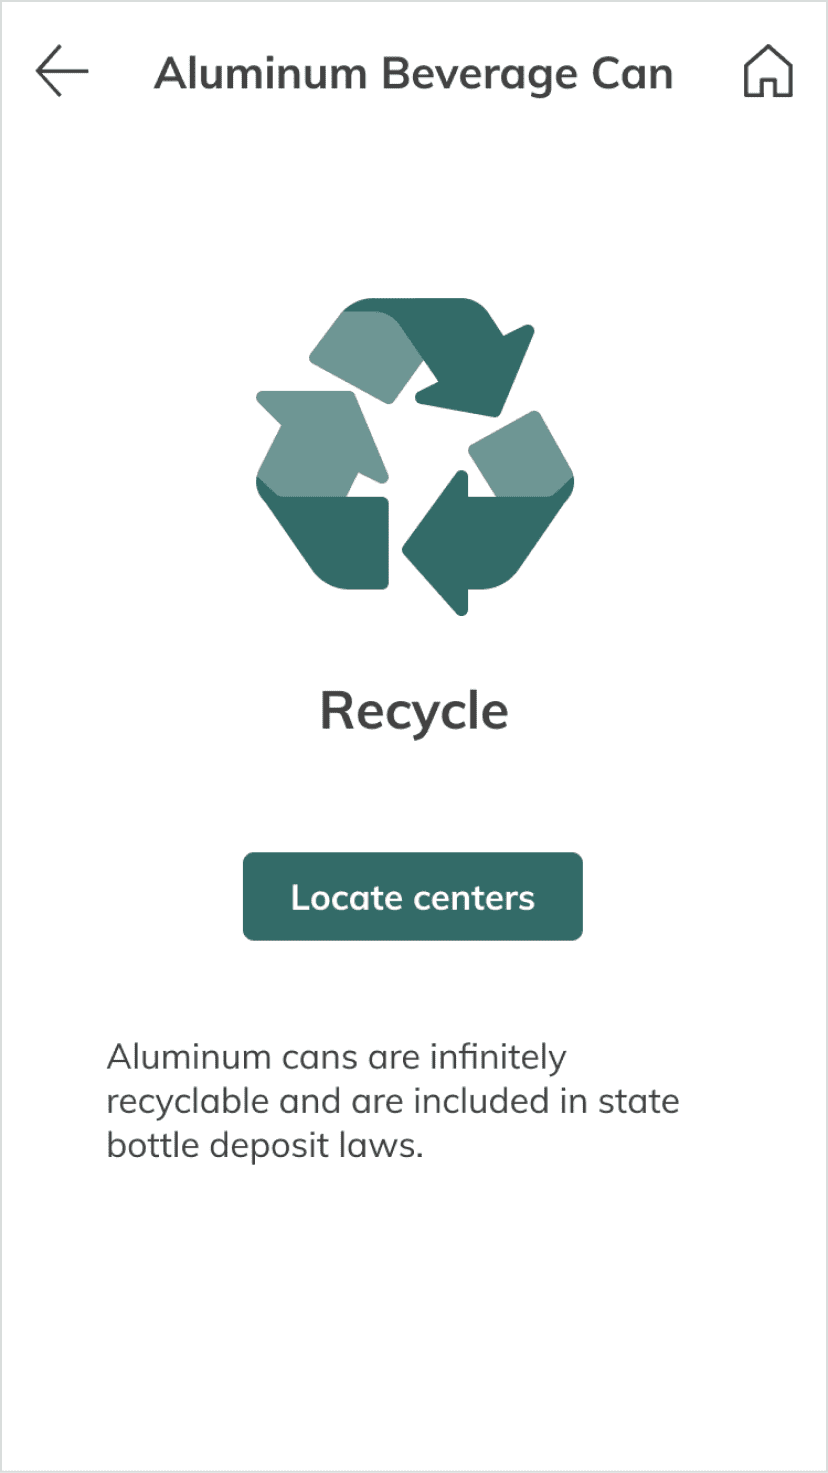 Aluminum Beverage Can
Recycle
Locate centers
Aluminum cans are infinitely
recyclable and are included in state
bottle deposit laws.